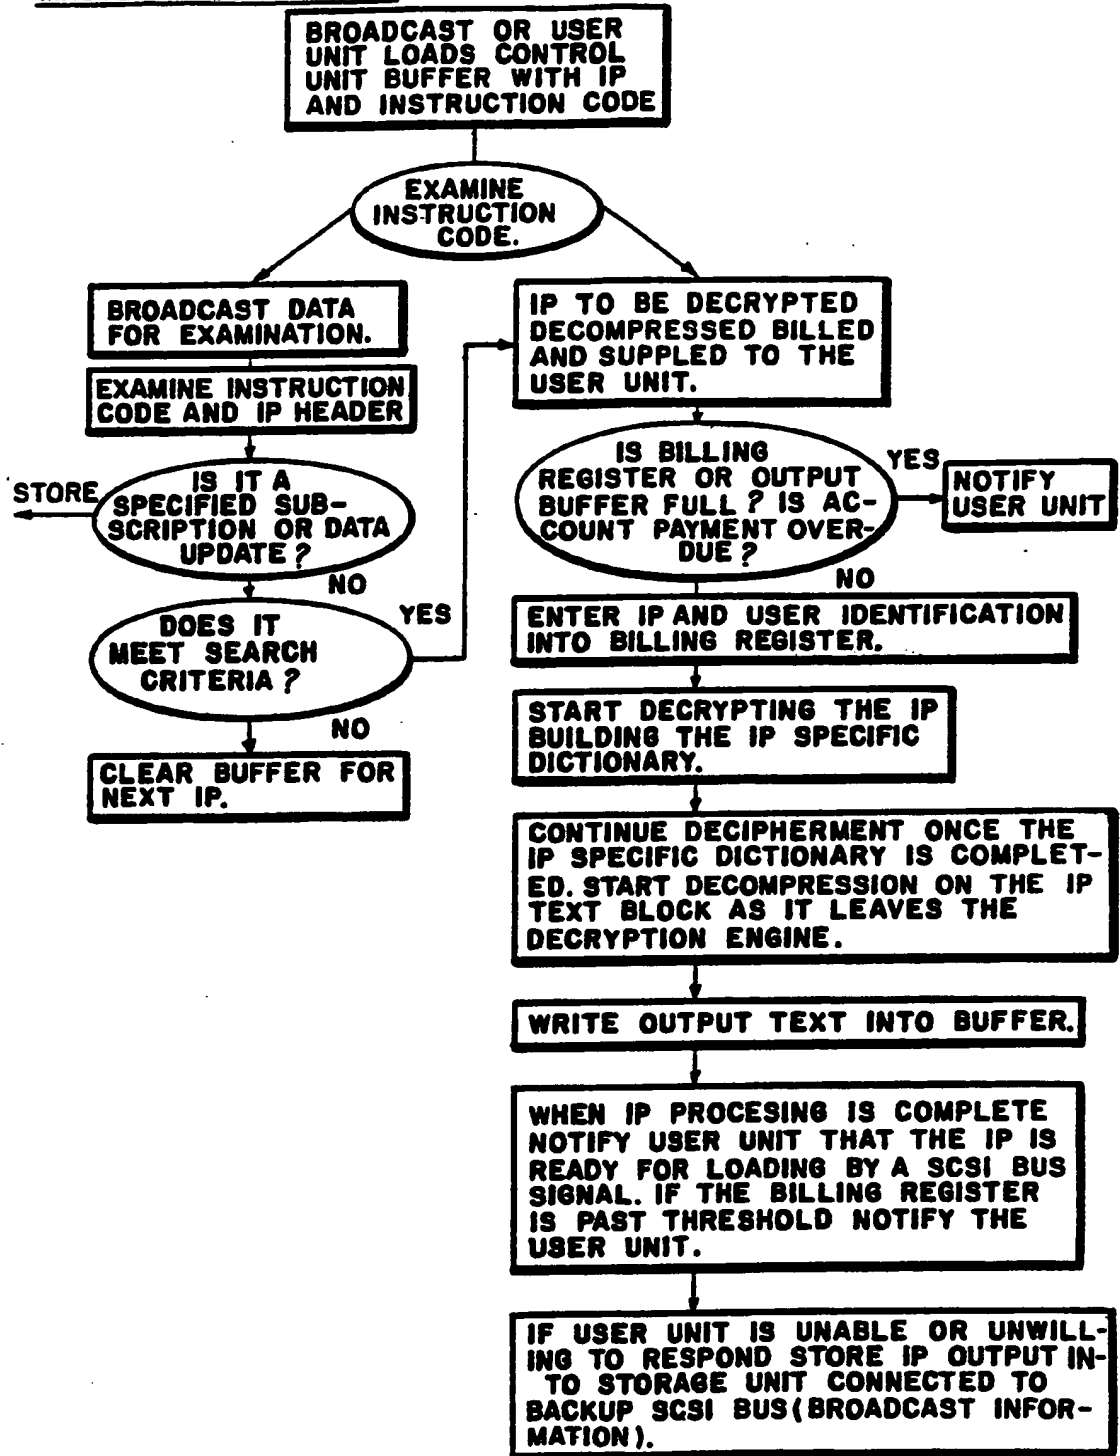 BROADCAST OR USER
UNIT LOADS CONTROL
UNIT BUFFER WITH IP
AND INSTRUCTION CODE
EXAMINE
INSTRUCTION
CODE.
BROADCAST DATA
FOR EXAMINATION.
EXAMINE INSTRUCTION
CODE AND IP HEADER
STORE
IS IT A
SPECIFIED SUB-
SCRIPTION OR DATA
UPDATE?
NO
DOES IT
MEET SEARCH
CRITERIA?
YES
NO
CLEAR BUFFER FOR
NEXT IP.
IP TO BE DECRYPTED
DECOMPRESSED BILLED
AND SUPPLED TO THE
USER UNIT.
IS BILLING
REGISTER OR OUTPUT
BUFFER FULL? IS AC-
COUNT PAYMENT OVER-
DUE?
YES
NOTIFY
USER UNIT
NO
ENTER IP AND USER IDENTIFICATION
INTO BILLING REGISTER.
START DECRYPTING THE IP
BUILDING THE IP SPECIFIC
DICTIONARY.
CONTINUE DECIPHERMENT ONCE THE
IP SPECIFIC DICTIONARY IS COMPLET-
ED. START DECOMPRESSION ON THE IP
TEXT BLOCK AS IT LEAVES THE
DECRYPTION ENGINE.
WRITE OUTPUT TEXT INTO BUFFER.
WHEN IP PROCESING IS COMPLETE
NOTIFY USER UNIT THAT THE IP IS
READY FOR LOADING BY A SCSI BUS
SIGNAL. IF THE BILLING REGISTER
IS PAST THRESHOLD NOTIFY THE
USER UNIT.
IF USER UNIT IS UNABLE OR UNWILL-
ING TO RESPOND STORE IP OUTPUT IN-
TO STORAGE UNIT CONNECTED TO
BACKUP SCSI BUS (BROADCAST INFOR-
MATION).